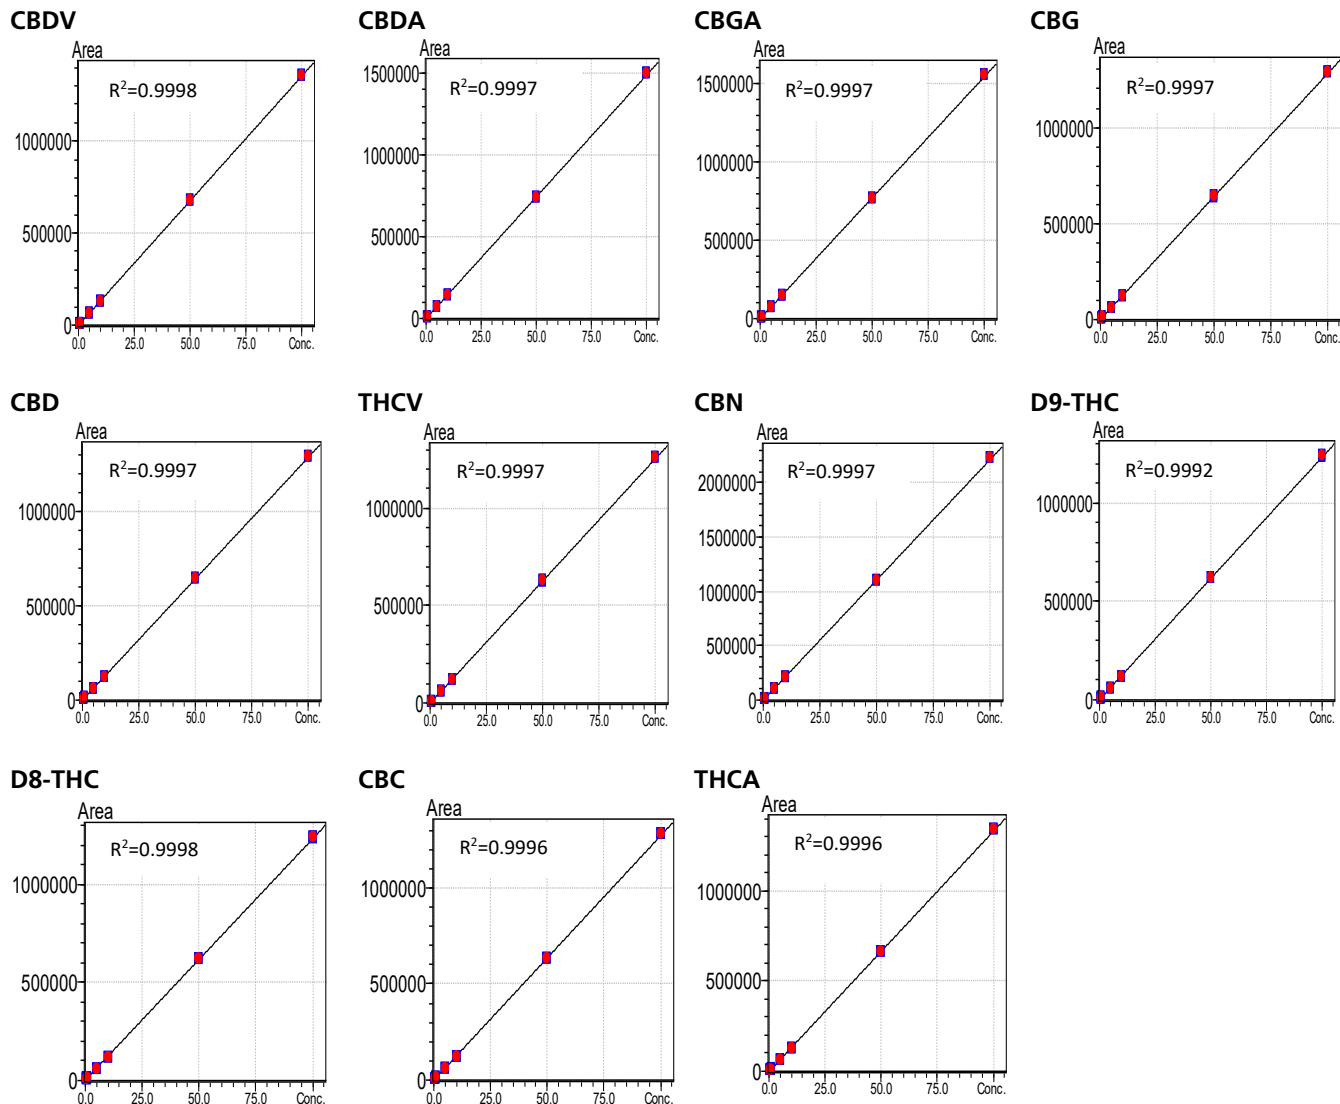 CBDV
Area
R²=0.9998
1000000
500000
0
0.0 25.0 50.0 75.0 Conc.
CBDA
Area
R²=0.9997
1500000
1000000
500000
0
0.0 25.0 50.0 75.0 Conc.
CBGA
Area
R²=0.9997
1500000
1000000
500000
0
0.0 25.0 50.0 75.0 Conc.
CBG
Area
R²=0.9997
1000000
500000
0
0.0 25.0 50.0 75.0 Conc.
CBD
Area
R²=0.9997
1000000
500000
0
0.0 25.0 50.0 75.0 Conc.
THCV
Area
R²=0.9997
1000000
500000
0
0.0 25.0 50.0 75.0 Conc.
CBN
Area
R²=0.9997
2000000
1500000
1000000
500000
0
0.0 25.0 50.0 75.0 Conc.
D9-THC
Area
R²=0.9992
1000000
500000
0
0.0 25.0 50.0 75.0 Conc.
D8-THC
Area
R²=0.9998
1000000
500000
0
0.0 25.0 50.0 75.0 Conc.
CBC
Area
R²=0.9996
1000000
500000
0
0.0 25.0 50.0 75.0 Conc.
THCA
Area
R²=0.9996
1000000
500000
0
0.0 25.0 50.0 75.0 Conc.